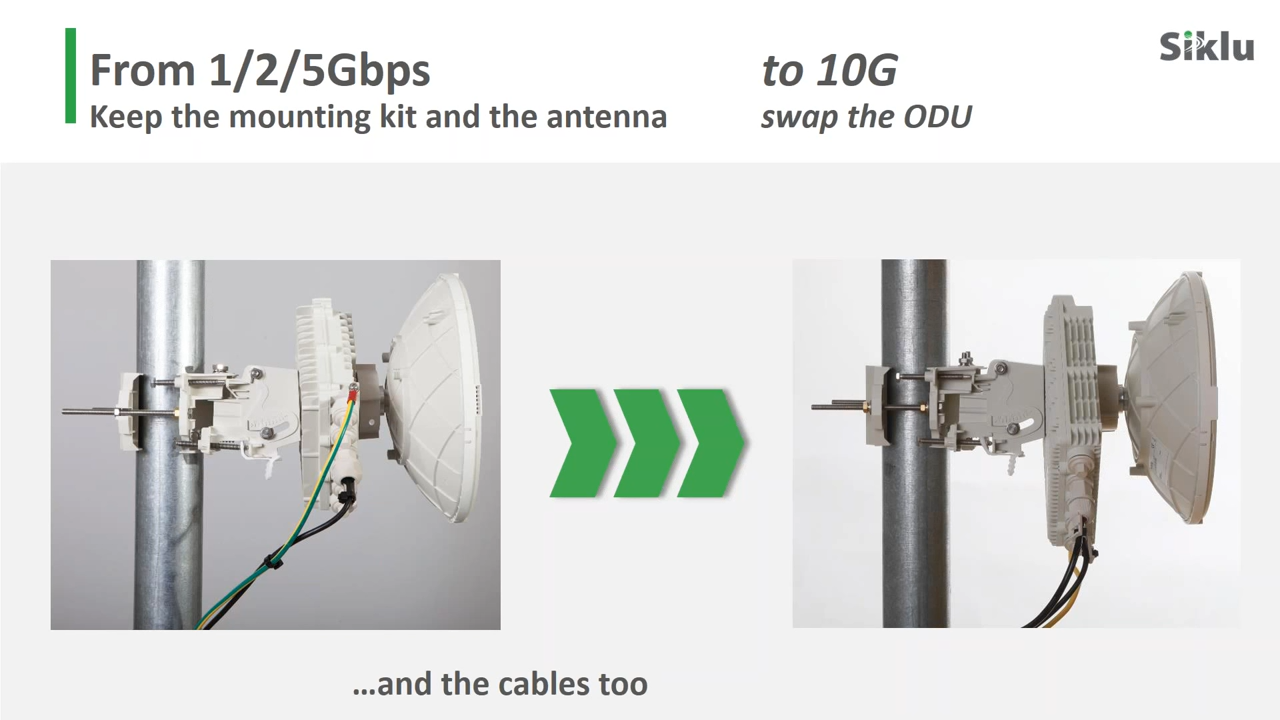 From 1/2/5Gbps
Keep the mounting kit and the antenna
to 10G
swap the ODU
Siklu
…and the cables too